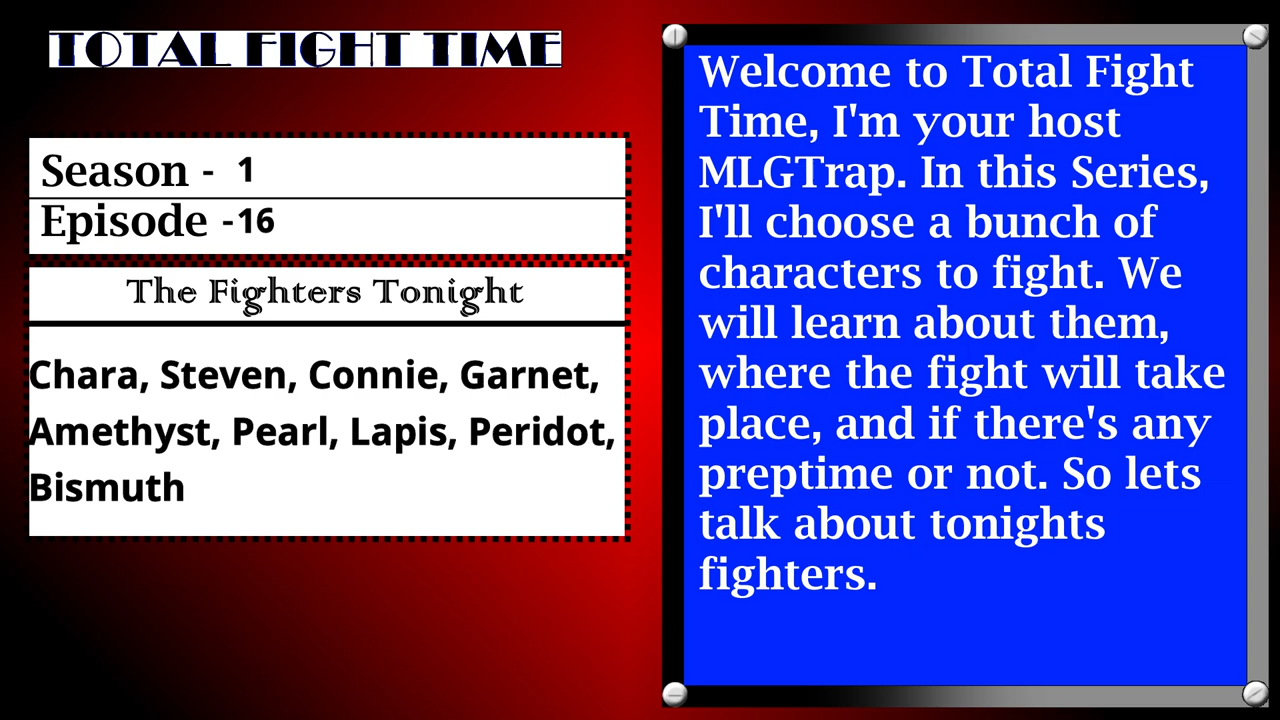 TOTAL FIGHT TIME
Season - 1
Episode -16
The Fighters Tonight
Chara, Steven, Connie, Garnet,
Amethyst, Pearl, Lapis, Peridot,
Bismuth
Welcome to Total Fight
Time, I'm your host
MLGTrap. In this Series,
I'll choose a bunch of
characters to fight. We
will learn about them,
where the fight will take
place, and if there's any
preptime or not. So lets
talk about tonights
fighters.